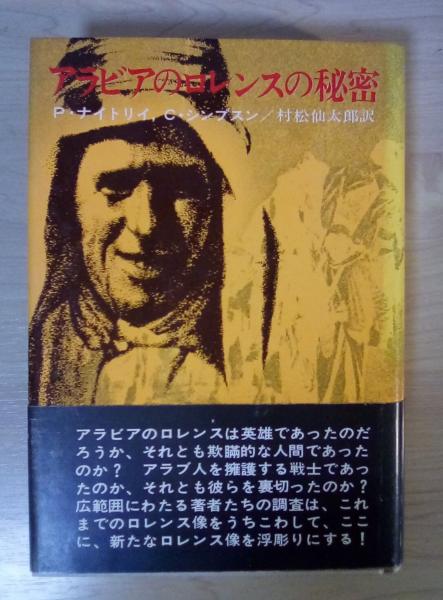 アラビアのロレンスの秘密
P・ナイトリイ, C・シンプスン／村松仙太郎訳
アラビアのロレンスは英雄であったのだ
ろうか、それとも欺瞞的な人間であった
のか？　アラブ人を擁護する戦士であっ
たのか、それとも彼らを裏切ったのか？
広範囲にわたる著者たちの調査は、これ
までのロレンス像をうちこわして、ここ
に、新たなロレンス像を浮彫りにする！